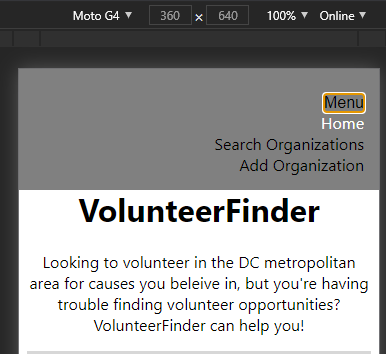 Moto G4 360 × 640 100% Online
Menu
Home
Search Organizations
Add Organization
VolunteerFinder
Looking to volunteer in the DC metropolitan
area for causes you beleive in, but you're having
trouble finding volunteer opportunities?
VolunteerFinder can help you!